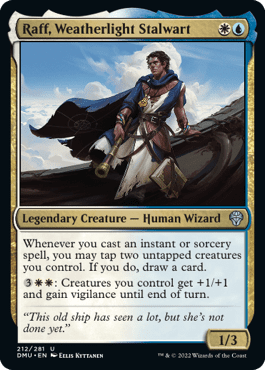 Raff, Weatherlight Stalwart
Legendary Creature — Human Wizard
Whenever you cast an instant or sorcery
spell, you may tap two untapped creatures
you control. If you do, draw a card.
3: Creatures you control get +1/+1
and gain vigilance until end of turn.
“This old ship has seen a lot, but she’s not
done yet.”
1/3
212/281 U
DMU • EN Eelis Kyttanen
™ & © 2022 Wizards of the Coast